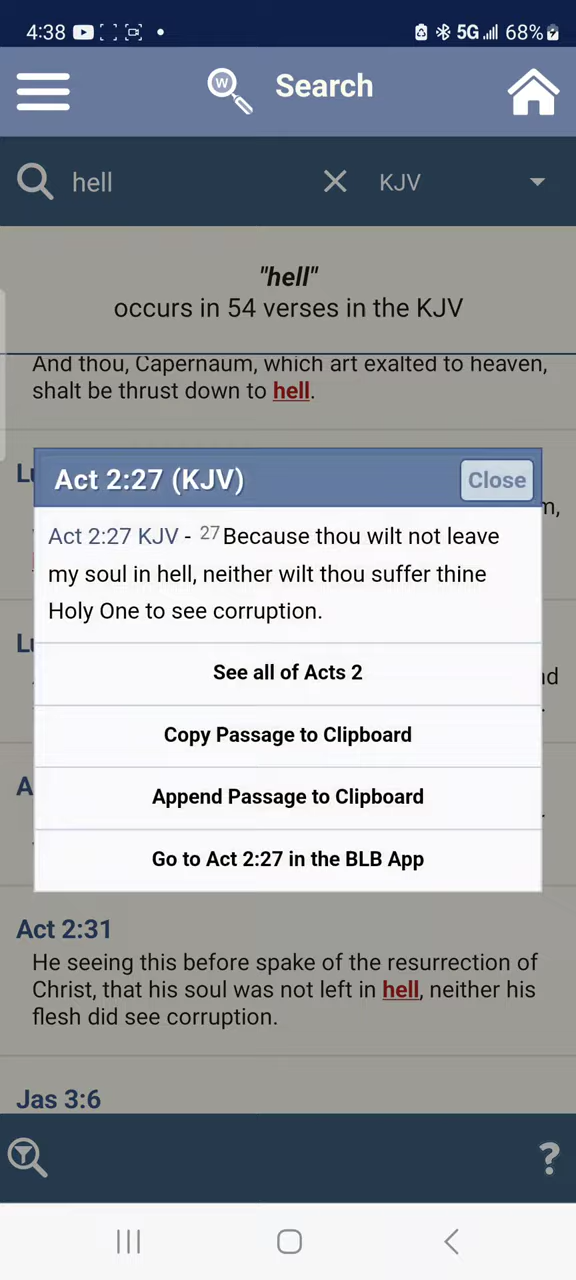 4:38 5G 68%
W Search
hell KJV
"hell"
occurs in 54 verses in the KJV
And thou, Capernaum, which art exalted to heaven,
shalt be thrust down to hell.
Act 2:27 (KJV) Close
m,
Act 2:27 KJV - 27 Because thou wilt not leave
my soul in hell, neither wilt thou suffer thine
Holy One to see corruption.
See all of Acts 2
Copy Passage to Clipboard
Append Passage to Clipboard
Go to Act 2:27 in the BLB App
Act 2:31
He seeing this before spake of the resurrection of
Christ, that his soul was not left in hell, neither his
flesh did see corruption.
Jas 3:6
?